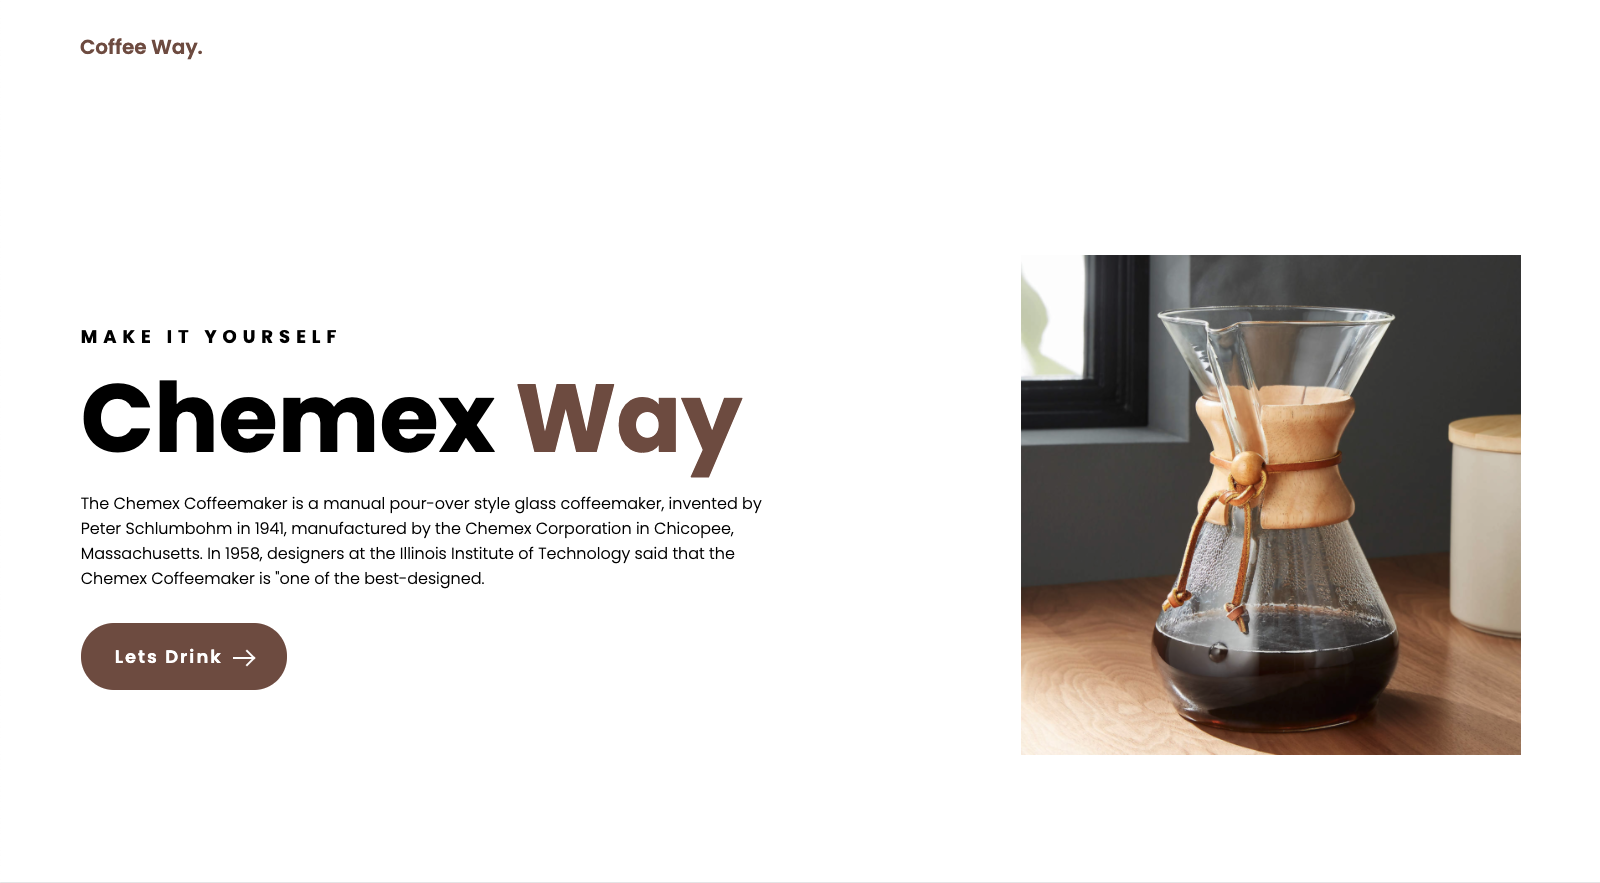 Coffee Way.
MAKE IT YOURSELF
Chemex Way
The Chemex Coffeemaker is a manual pour-over style glass coffeemaker, invented by
Peter Schlumbohm in 1941, manufactured by the Chemex Corporation in Chicopee,
Massachusetts. In 1958, designers at the Illinois Institute of Technology said that the
Chemex Coffeemaker is "one of the best-designed.
Lets Drink